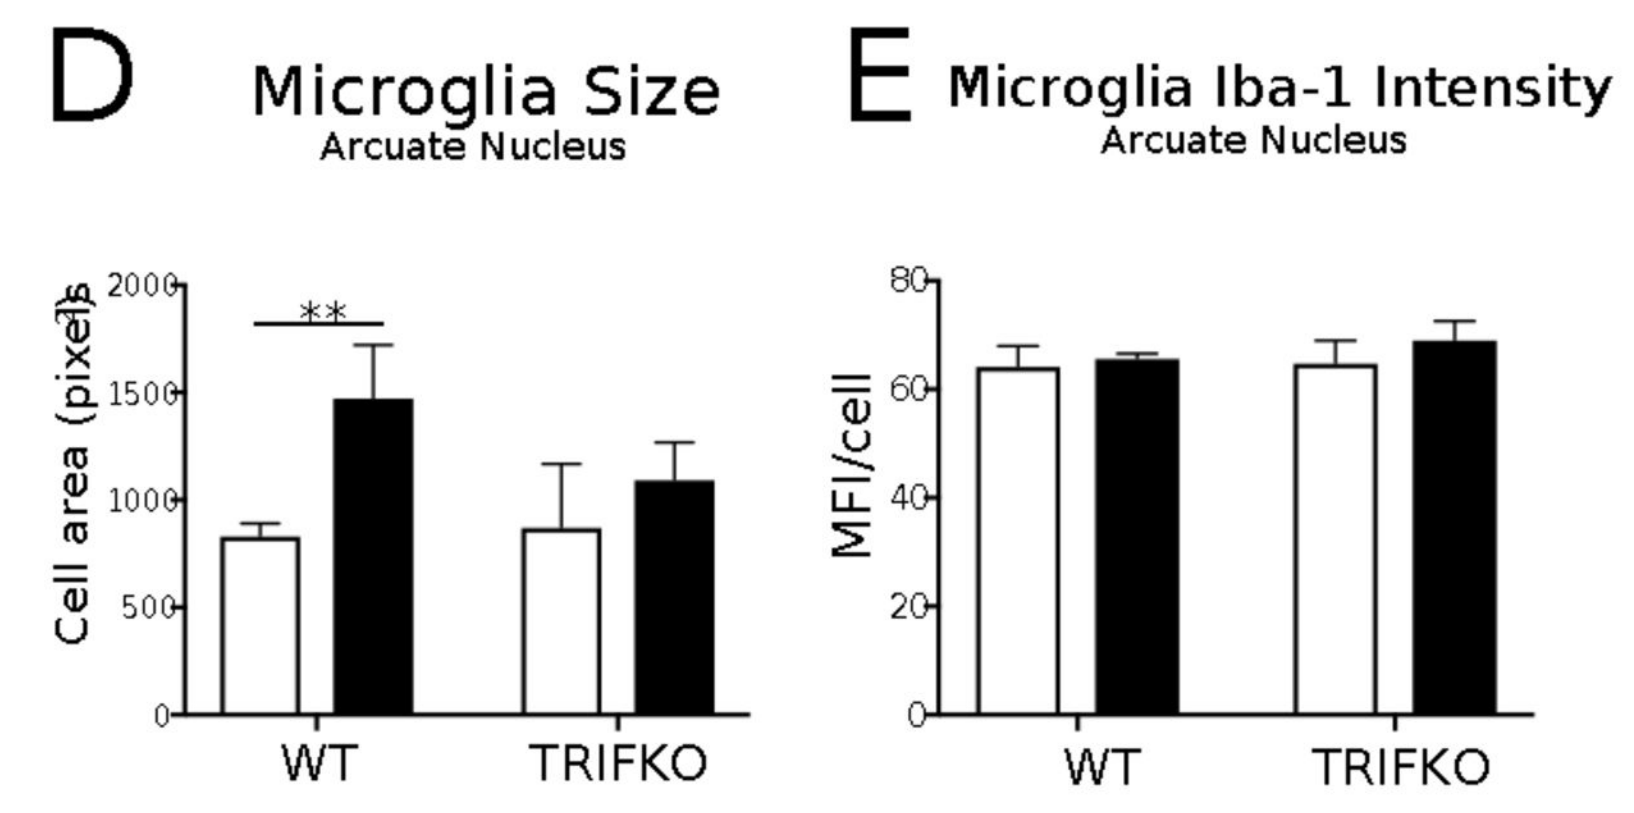 D
Microglia Size
Arcuate Nucleus
Cell area (pixels²)
2000
1500
1000
500
0
**
WT
TRIFKO
E
Microglia Iba-1 Intensity
Arcuate Nucleus
MFI/cell
80
60
40
20
0
WT
TRIFKO